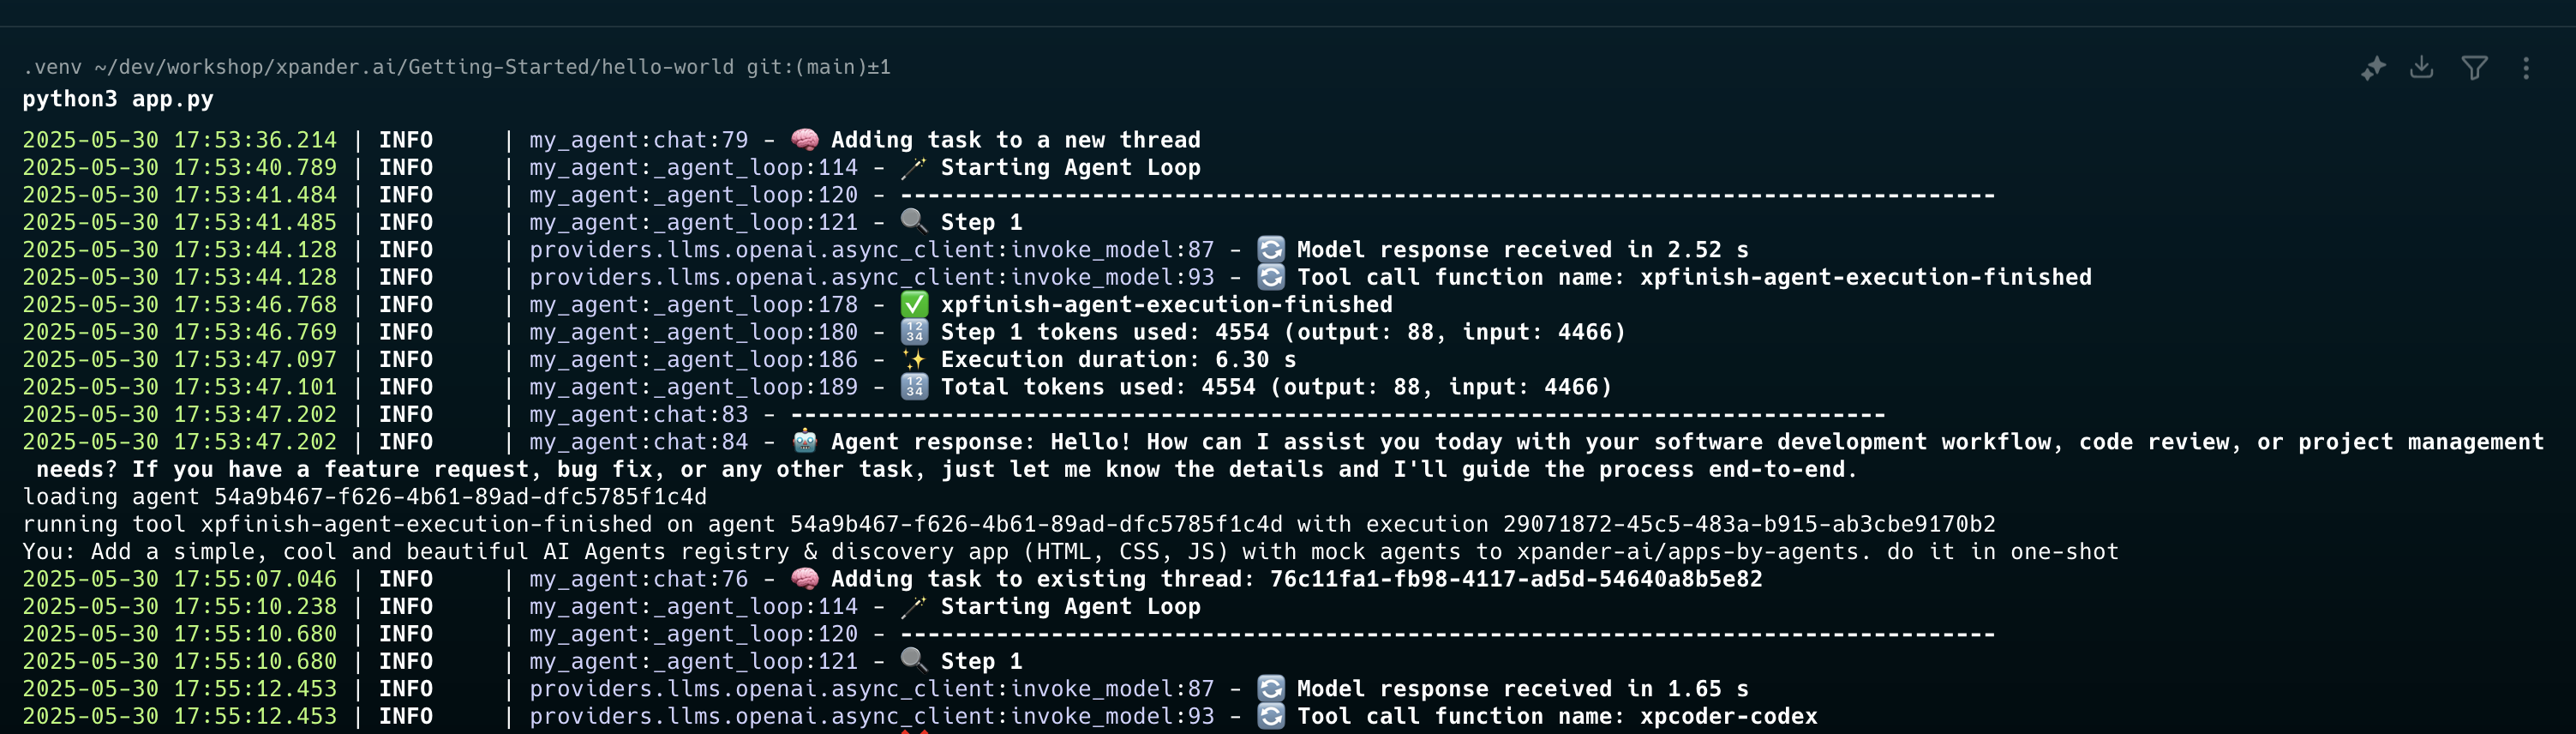 .venv ~/dev/workshop/xpander.ai/Getting-Started/hello-world git:(main)±1
python3 app.py
2025-05-30 17:53:36.214 | INFO     | my_agent:chat:79 - 🧠 Adding task to a new thread
2025-05-30 17:53:40.789 | INFO     | my_agent:_agent_loop:114 - 🪄 Starting Agent Loop
2025-05-30 17:53:41.484 | INFO     | my_agent:_agent_loop:120 - --------------------------------------------------------------------------------
2025-05-30 17:53:41.485 | INFO     | my_agent:_agent_loop:121 - 🔍 Step 1
2025-05-30 17:53:44.128 | INFO     | providers.llms.openai.async_client:invoke_model:87 - 🔄 Model response received in 2.52 s
2025-05-30 17:53:44.128 | INFO     | providers.llms.openai.async_client:invoke_model:93 - 🔄 Tool call function name: xpfinish-agent-execution-finished
2025-05-30 17:53:46.768 | INFO     | my_agent:_agent_loop:178 - ✅ xpfinish-agent-execution-finished
2025-05-30 17:53:46.769 | INFO     | my_agent:_agent_loop:180 - 🔢 Step 1 tokens used: 4554 (output: 88, input: 4466)
2025-05-30 17:53:47.097 | INFO     | my_agent:_agent_loop:186 - ✨ Execution duration: 6.30 s
2025-05-30 17:53:47.101 | INFO     | my_agent:_agent_loop:189 - 🔢 Total tokens used: 4554 (output: 88, input: 4466)
2025-05-30 17:53:47.202 | INFO     | my_agent:chat:83 - --------------------------------------------------------------------------------
2025-05-30 17:53:47.202 | INFO     | my_agent:chat:84 - 🤖 Agent response: Hello! How can I assist you today with your software development workflow, code review, or project management
 needs? If you have a feature request, bug fix, or any other task, just let me know the details and I'll guide the process end-to-end.
loading agent 54a9b467-f626-4b61-89ad-dfc5785f1c4d
running tool xpfinish-agent-execution-finished on agent 54a9b467-f626-4b61-89ad-dfc5785f1c4d with execution 29071872-45c5-483a-b915-ab3cbe9170b2
You: Add a simple, cool and beautiful AI Agents registry & discovery app (HTML, CSS, JS) with mock agents to xpander-ai/apps-by-agents. do it in one-shot
2025-05-30 17:55:07.046 | INFO     | my_agent:chat:76 - 🧠 Adding task to existing thread: 76c11fa1-fb98-4117-ad5d-54640a8b5e82
2025-05-30 17:55:10.238 | INFO     | my_agent:_agent_loop:114 - 🪄 Starting Agent Loop
2025-05-30 17:55:10.680 | INFO     | my_agent:_agent_loop:120 - --------------------------------------------------------------------------------
2025-05-30 17:55:10.680 | INFO     | my_agent:_agent_loop:121 - 🔍 Step 1
2025-05-30 17:55:12.453 | INFO     | providers.llms.openai.async_client:invoke_model:87 - 🔄 Model response received in 1.65 s
2025-05-30 17:55:12.453 | INFO     | providers.llms.openai.async_client:invoke_model:93 - 🔄 Tool call function name: xpcoder-codex